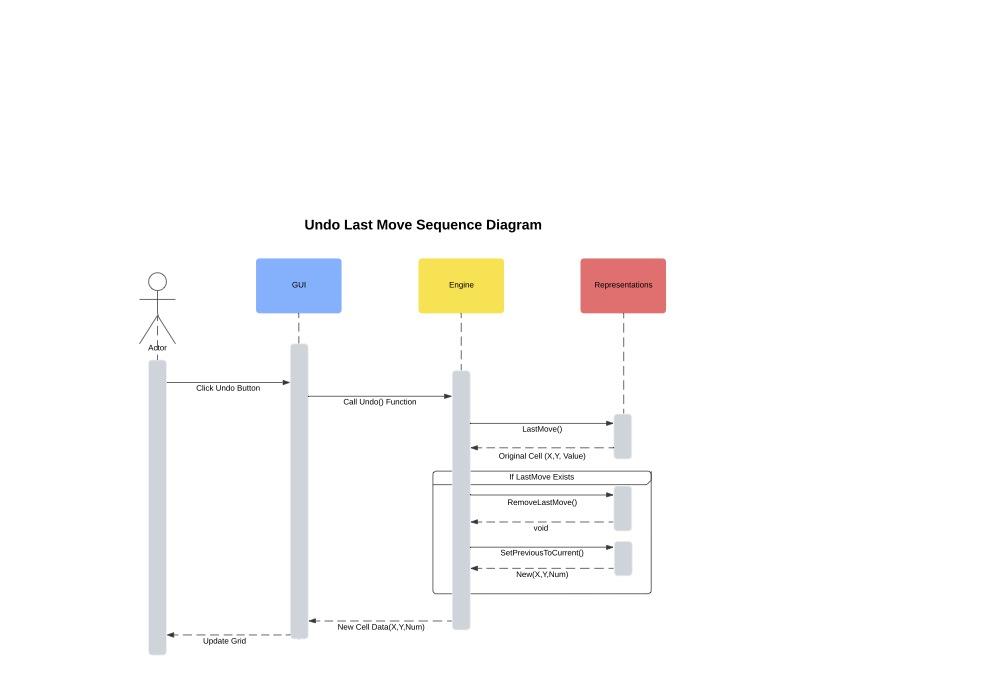 Undo Last Move Sequence Diagram
GUI
Engine
Representations
Actor
Click Undo Button
Call Undo() Function
LastMove()
Original Cell (X,Y, Value)
If LastMove Exists
RemoveLastMove()
void
SetPreviousToCurrent()
New(X,Y,Num)
New Cell Data(X,Y,Num)
Update Grid